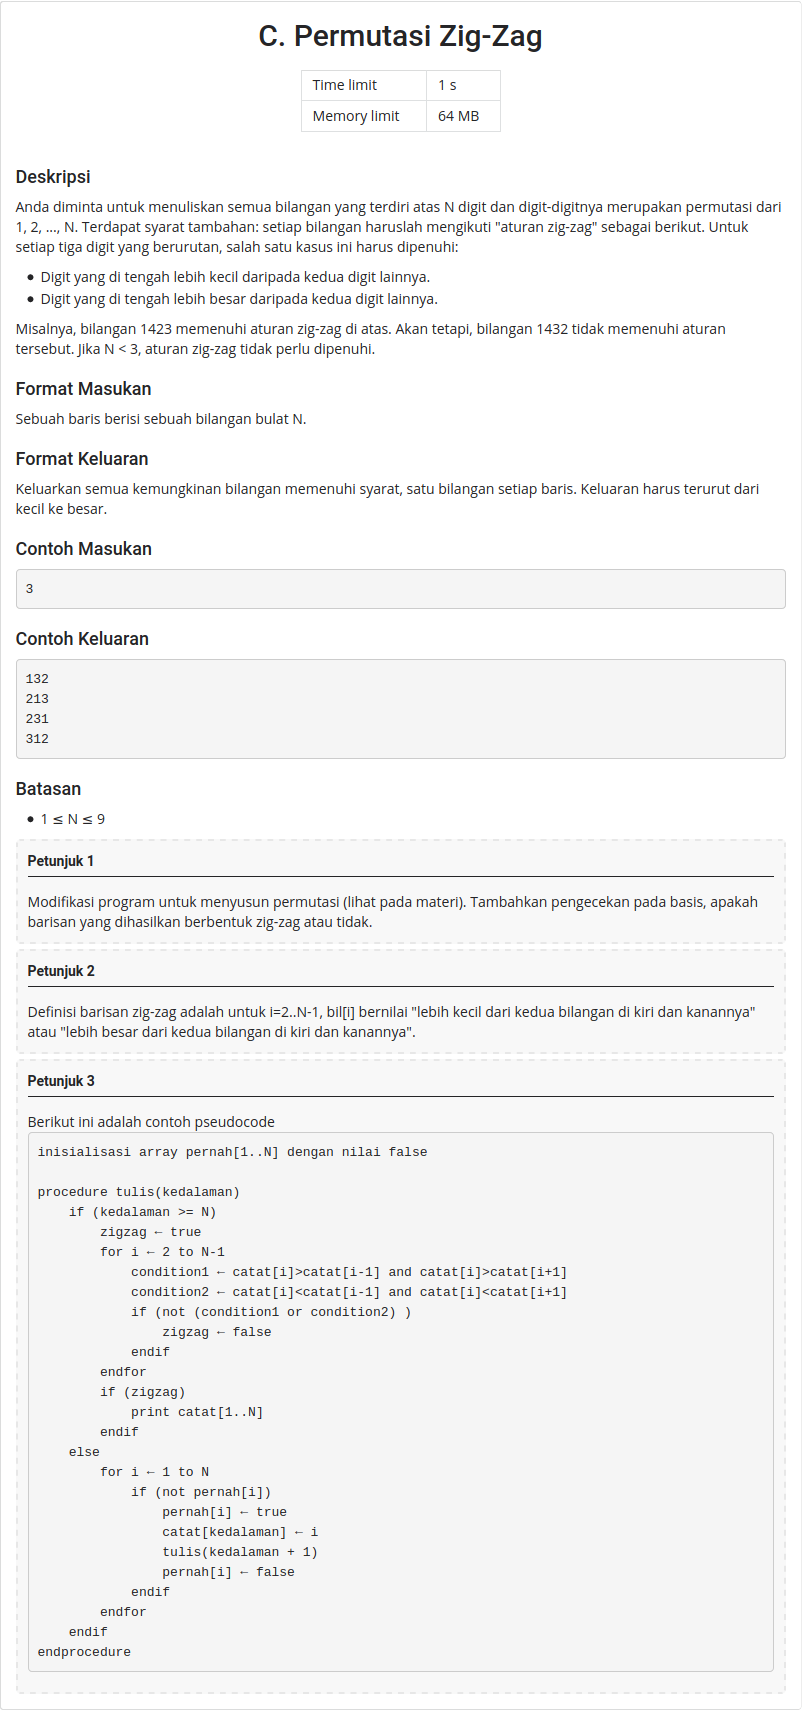 C. Permutasi Zig-Zag
Time limit 1 s
Memory limit 64 MB
Deskripsi
Anda diminta untuk menuliskan semua bilangan yang terdiri atas N digit dan digit-digitnya merupakan permutasi dari
1, 2, ..., N. Terdapat syarat tambahan: setiap bilangan haruslah mengikuti "aturan zig-zag" sebagai berikut. Untuk
setiap tiga digit yang berurutan, salah satu kasus ini harus dipenuhi:
• Digit yang di tengah lebih kecil daripada kedua digit lainnya.
• Digit yang di tengah lebih besar daripada kedua digit lainnya.
Misalnya, bilangan 1423 memenuhi aturan zig-zag di atas. Akan tetapi, bilangan 1432 tidak memenuhi aturan
tersebut. Jika N < 3, aturan zig-zag tidak perlu dipenuhi.
Format Masukan
Sebuah baris berisi sebuah bilangan bulat N.
Format Keluaran
Keluarkan semua kemungkinan bilangan memenuhi syarat, satu bilangan setiap baris. Keluaran harus terurut dari
kecil ke besar.
Contoh Masukan
3
Contoh Keluaran
132
213
231
312
Batasan
• 1 ≤ N ≤ 9
Petunjuk 1
Modifikasi program untuk menyusun permutasi (lihat pada materi). Tambahkan pengecekan pada basis, apakah
barisan yang dihasilkan berbentuk zig-zag atau tidak.
Petunjuk 2
Definisi barisan zig-zag adalah untuk i=2..N-1, bil[i] bernilai "lebih kecil dari kedua bilangan di kiri dan kanannya"
atau "lebih besar dari kedua bilangan di kiri dan kanannya".
Petunjuk 3
Berikut ini adalah contoh pseudocode
inisialisasi array pernah[1..N] dengan nilai false
procedure tulis(kedalaman)
    if (kedalaman >= N)
        zigzag ← true
        for i ← 2 to N-1
            condition1 ← catat[i]>catat[i-1] and catat[i]>catat[i+1]
            condition2 ← catat[i]<catat[i-1] and catat[i]<catat[i+1]
            if (not (condition1 or condition2) )
                zigzag ← false
            endif
        endfor
        if (zigzag)
            print catat[1..N]
        endif
    else
        for i ← 1 to N
            if (not pernah[i])
                pernah[i] ← true
                catat[kedalaman] ← i
                tulis(kedalaman + 1)
                pernah[i] ← false
            endif
        endfor
    endif
endprocedure